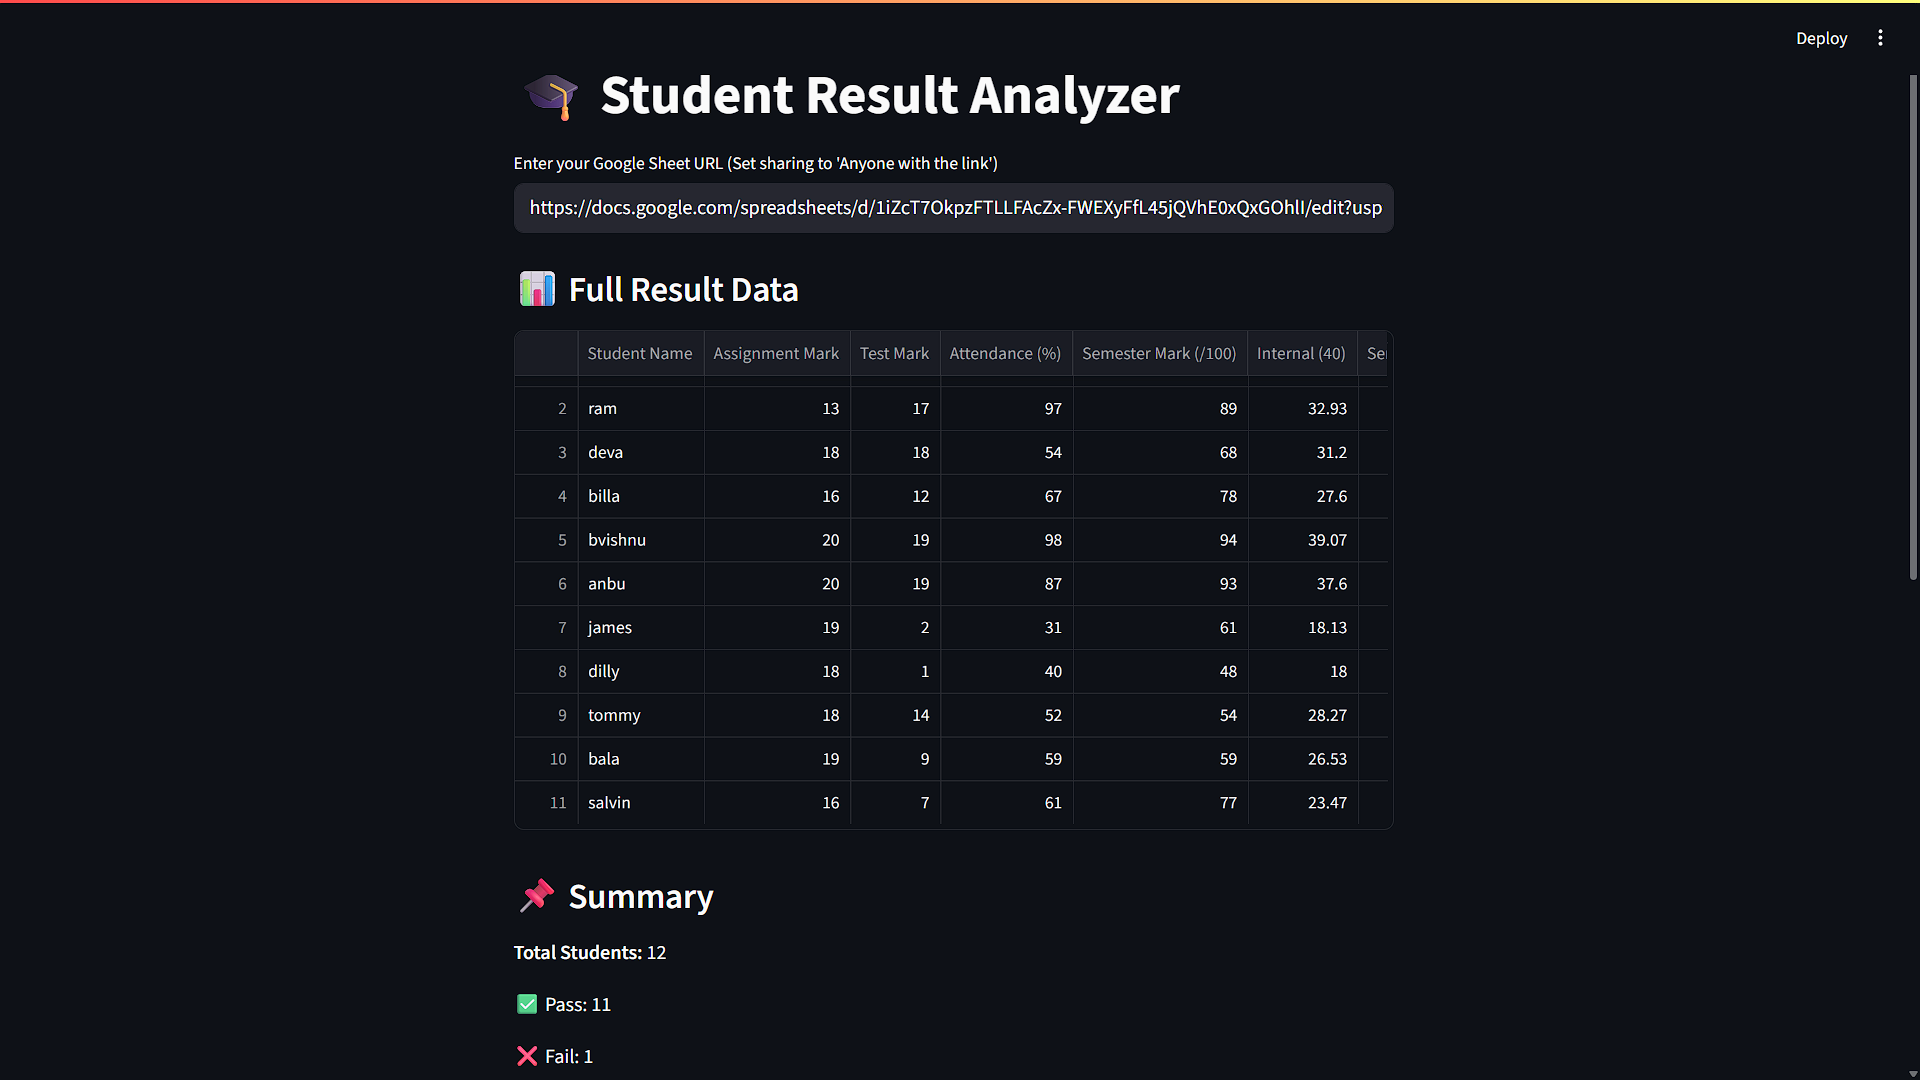 Deploy
Student Result Analyzer
Enter your Google Sheet URL (Set sharing to 'Anyone with the link')
https://docs.google.com/spreadsheets/d/1iZcT7OkpzFTLLFAcZx-FWEXyFfL45jQVhE0xQxGOhlI/edit?usp
Full Result Data
Student Name Assignment Mark Test Mark Attendance (%) Semester Mark (/100) Internal (40) Se
2 ram 13 17 97 89 32.93
3 deva 18 18 54 68 31.2
4 billa 16 12 67 78 27.6
5 bvishnu 20 19 98 94 39.07
6 anbu 20 19 87 93 37.6
7 james 19 2 31 61 18.13
8 dilly 18 1 40 48 18
9 tommy 18 14 52 54 28.27
10 bala 19 9 59 59 26.53
11 salvin 16 7 61 77 23.47
Summary
Total Students: 12
Pass: 11
Fail: 1